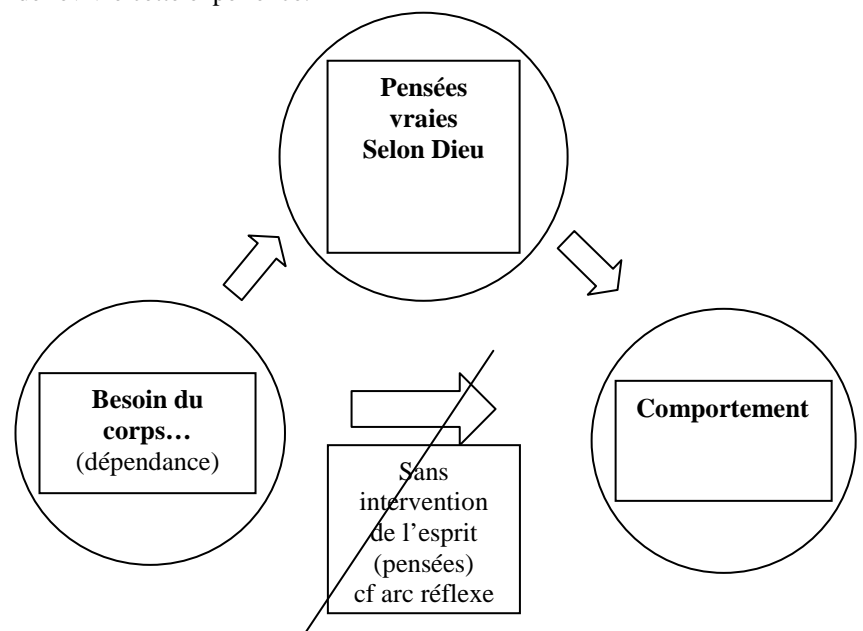 Pensées
vraies
Selon Dieu
Besoin du
corps…
(dépendance)
Comportement
Sans
intervention
de l'esprit
(pensées)
cf arc réflexe